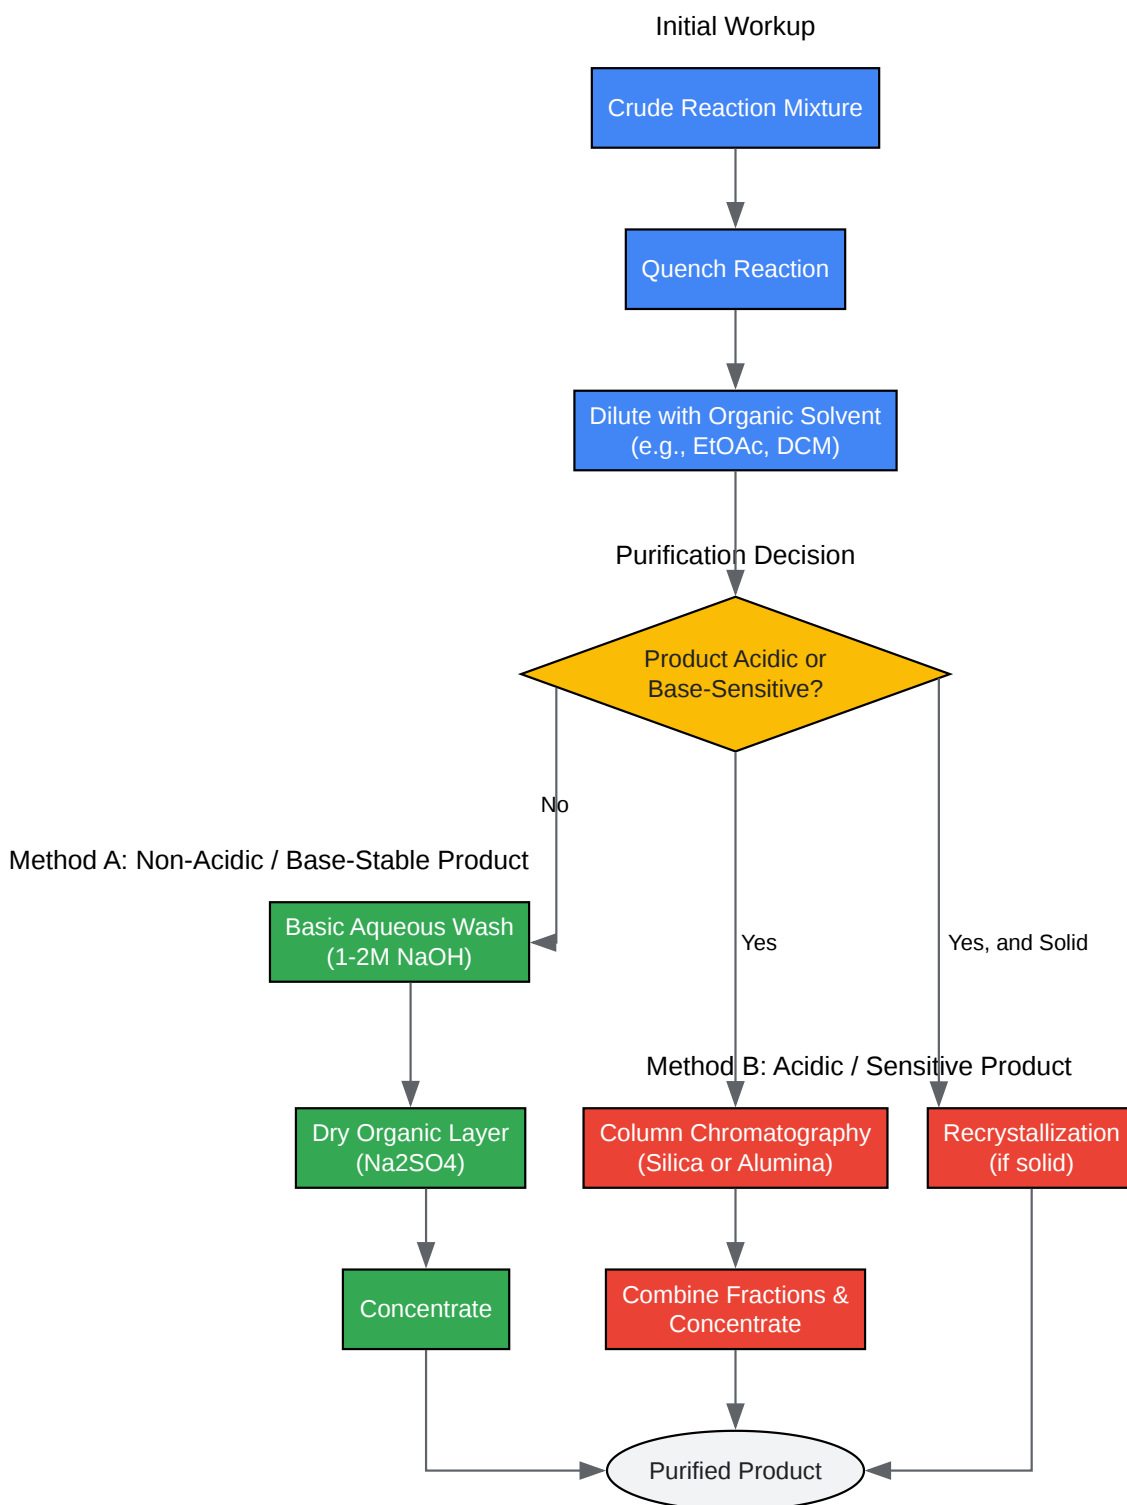 Initial Workup
Crude Reaction Mixture
Quench Reaction
Dilute with Organic Solvent
(e.g., EtOAc, DCM)
Purification Decision
Product Acidic or
Base-Sensitive?
No
Method A: Non-Acidic / Base-Stable Product
Basic Aqueous Wash
(1-2M NaOH)
Yes
Yes, and Solid
Method B: Acidic / Sensitive Product
Dry Organic Layer
(Na2SO4)
Column Chromatography
(Silica or Alumina)
Recrystallization
(if solid)
Concentrate
Combine Fractions &
Concentrate
Purified Product